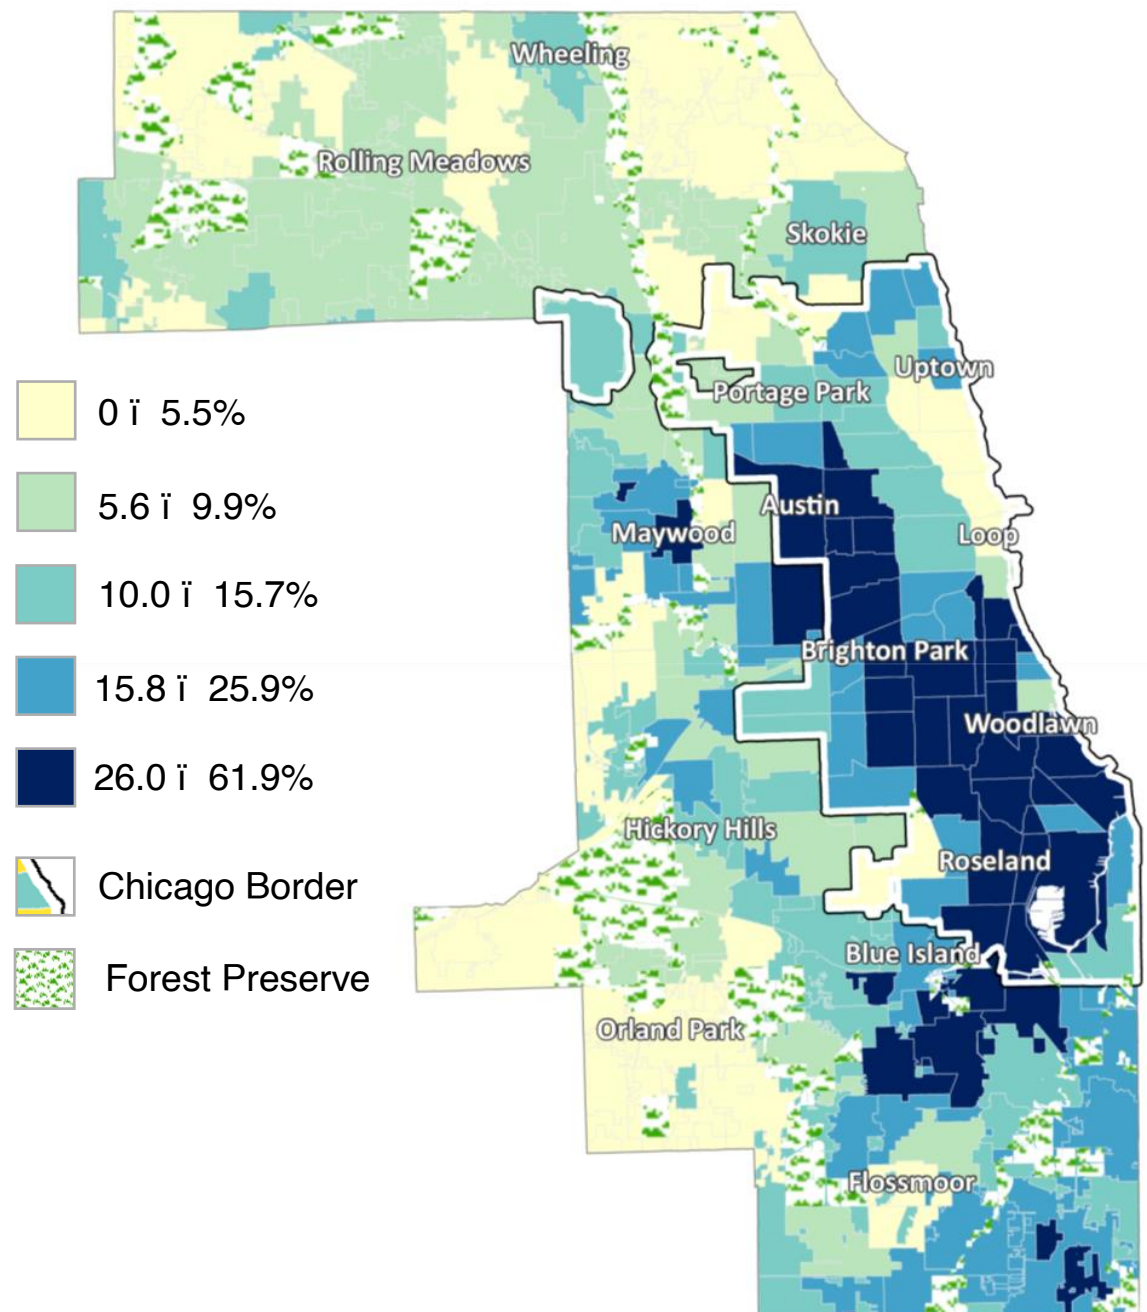 Wheeling
Rolling Meadows
Skokie
Uptown
Portage Park
0 ï 5.5%
5.6 ï 9.9%
Austin
Maywood
Loop
10.0 ï 15.7%
Brighton Park
15.8 ï 25.9%
Woodlawn
26.0 ï 61.9%
Hickory Hills
Roseland
Chicago Border
Blue Island
Forest Preserve
Orland Park
Flossmoor